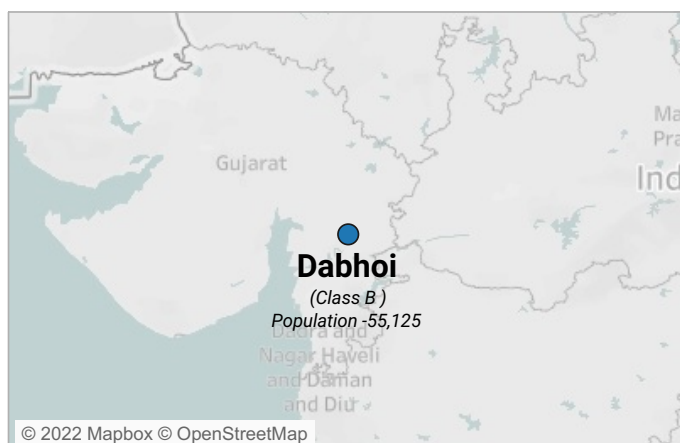 Gujarat
Ma
Pra
Ind
Dabhoi
(Class B )
Population -55,125
Dadra and
Nagar Haveli
and Daman
and Diu
© 2022 Mapbox © OpenStreetMap